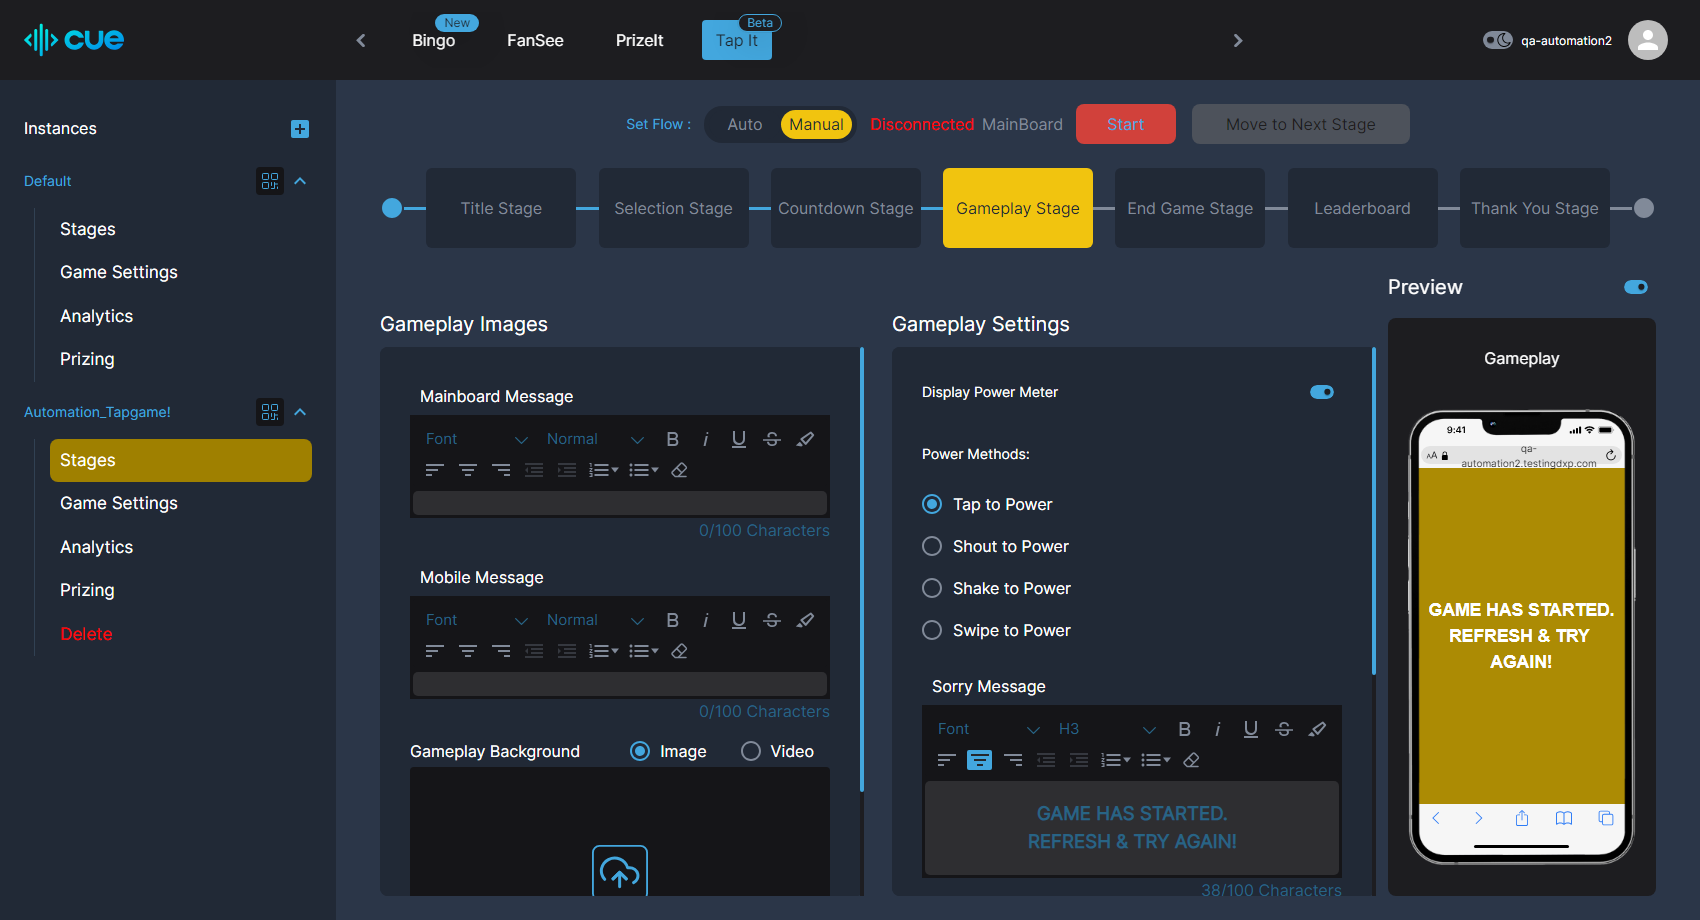 cue
New
Bingo
FanSee
PrizeIt
Beta
Tap It
qa-automation2
Instances
Default
Stages
Game Settings
Analytics
Prizing
Automation_Tapgame!
Stages
Game Settings
Analytics
Prizing
Delete
Set Flow :
Auto
Manual
Disconnected MainBoard
Start
Move to Next Stage
Title Stage
Selection Stage
Countdown Stage
Gameplay Stage
End Game Stage
Leaderboard
Thank You Stage
Gameplay Images
Mainboard Message
Font
Normal
0/100 Characters
Mobile Message
Font
Normal
0/100 Characters
Gameplay Background
Image
Video
Gameplay Settings
Display Power Meter
Power Methods:
Tap to Power
Shout to Power
Shake to Power
Swipe to Power
Sorry Message
Font
H3
GAME HAS STARTED.
REFRESH & TRY AGAIN!
38/100 Characters
Preview
Gameplay
9:41
AA
qa-
automation2.testingdxp.com
GAME HAS STARTED.
REFRESH & TRY
AGAIN!